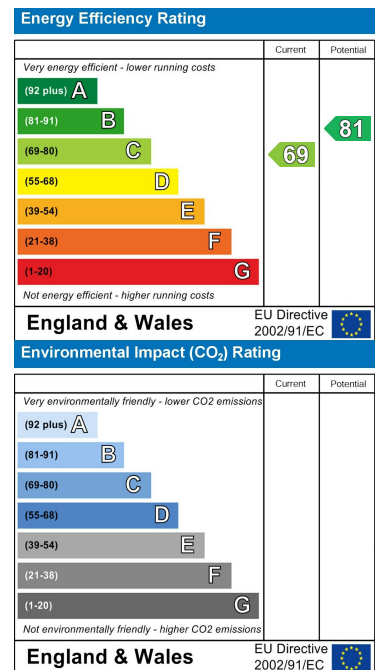 Energy Efficiency Rating
Current Potential
Very energy efficient - lower running costs
(92 plus) A
(81-91) B
(69-80) C
(55-68) D
(39-54) E
(21-38) F
(1-20) G
69
81
Not energy efficient - higher running costs
England & Wales
EU Directive
2002/91/EC
Environmental Impact (CO₂) Rating
Current Potential
Very environmentally friendly - lower CO2 emissions
(92 plus) A
(81-91) B
(69-80) C
(55-68) D
(39-54) E
(21-38) F
(1-20) G
Not environmentally friendly - higher CO2 emissions
England & Wales
EU Directive
2002/91/EC